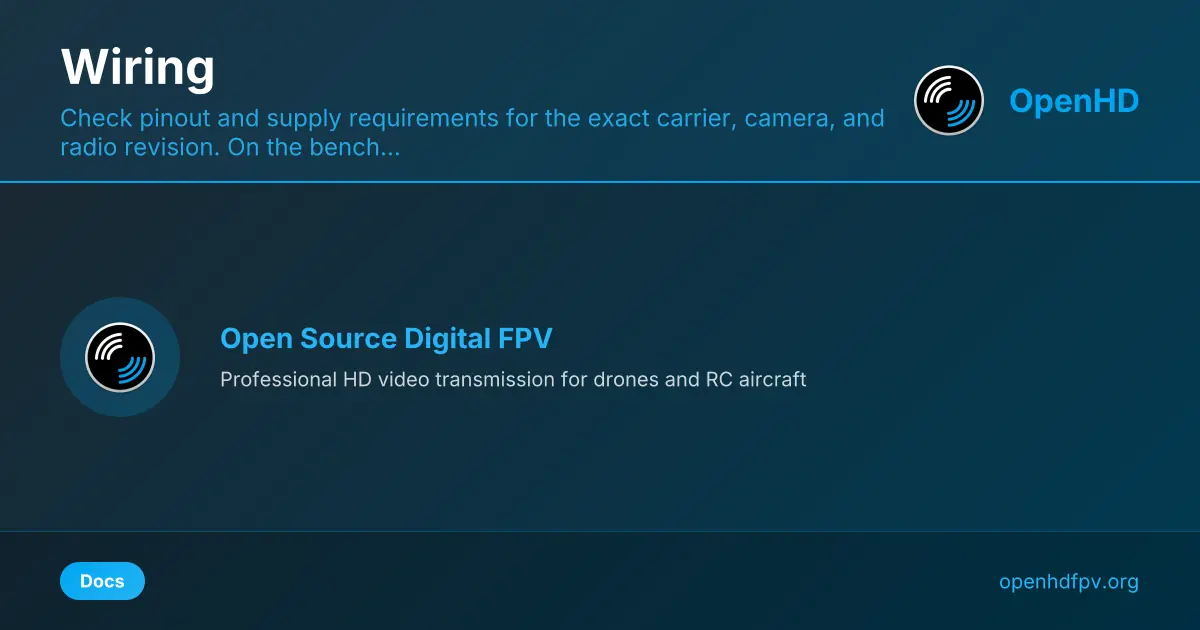 Wiring
Check pinout and supply requirements for the exact carrier, camera, and
radio revision. On the bench...
OpenHD
Open Source Digital FPV
Professional HD video transmission for drones and RC aircraft
Docs
openhdfpv.org